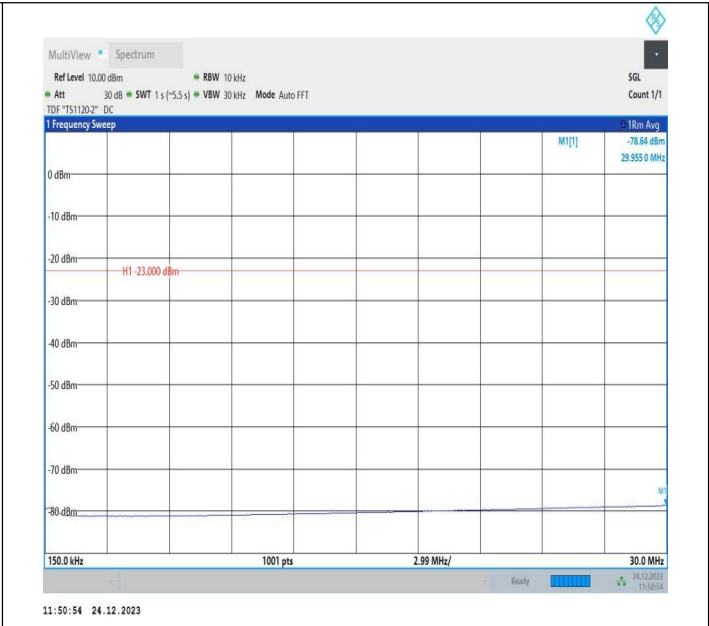 R S
MultiView Spectrum
Ref Level 10.00 dBm RBW 10 kHz SGL
Att 30 dB SWT 1 s (~5.5 s) VBW 30 kHz Mode Auto FFT Count 1/1
TDF "TS1120-2" DC
1 Frequency Sweep 1Rm Avg
M1[1] -78.64 dBm
29.955 0 MHz
0 dBm
-10 dBm
-20 dBm
H1 -23.000 dBm
-30 dBm
-40 dBm
-50 dBm
-60 dBm
-70 dBm
M1
-80 dBm
150.0 kHz 1001 pts 2.99 MHz/ 30.0 MHz
Ready 24.12.2023
11:50:54
11:50:54 24.12.2023